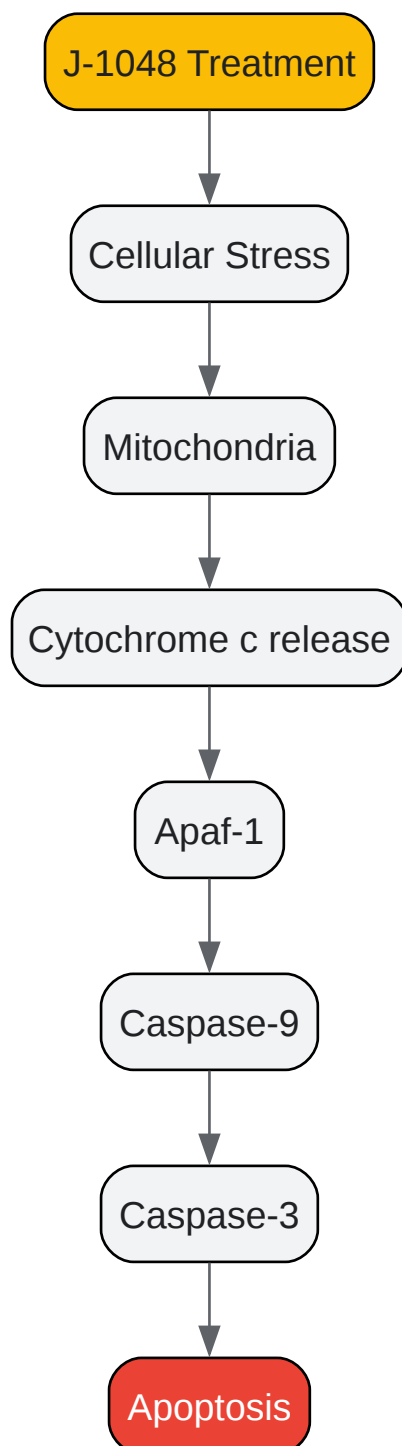 J-1048 Treatment
Cellular Stress
Mitochondria
Cytochrome c release
Apaf-1
Caspase-9
Caspase-3
Apoptosis